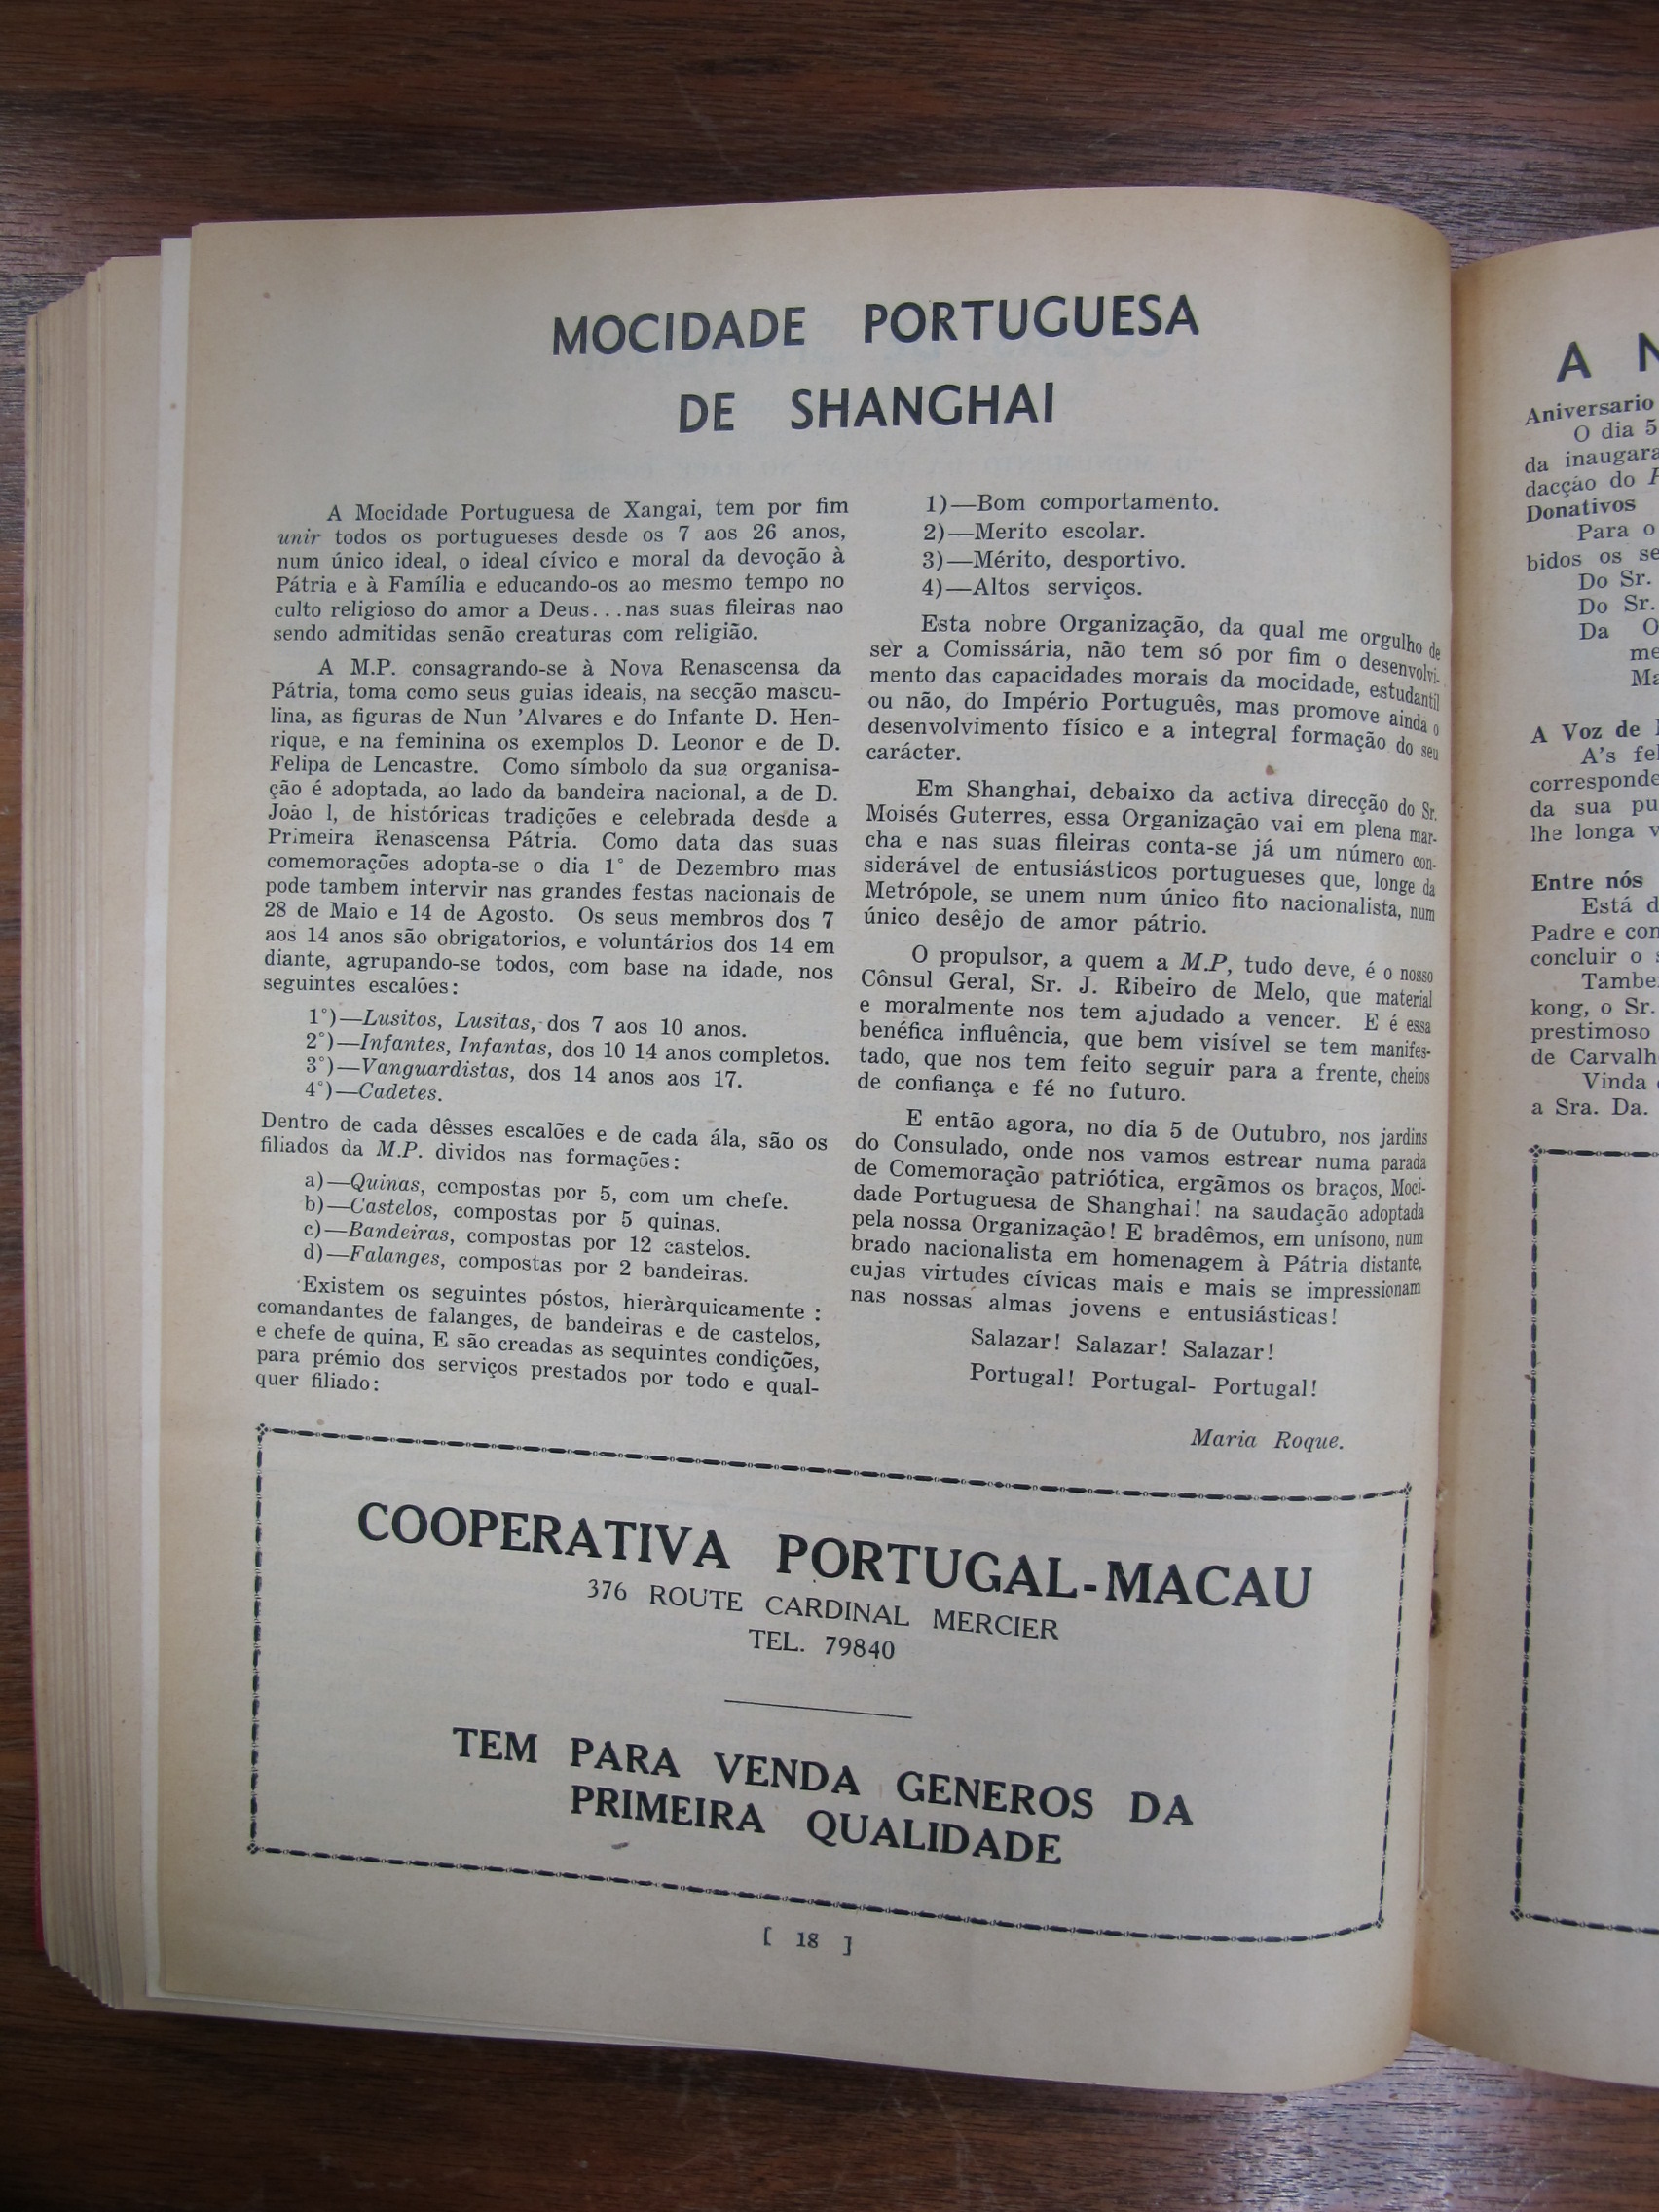 MOCIDADE PORTUGUESA
DE SHANGHAI
A Mocidade Portuguesa de Xangai, tem por fim
unir todos os portugueses desde os 7 aos 26 anos,
num único ideal, o ideal cívico e moral da devoção à
Pátria e à Família e educando-os ao mesmo tempo no
culto religioso do amor a Deus...nas suas fileiras nao
sendo admitidas senão creaturas com religião.
A M.P. consagrando-se à Nova Renascensa da
Pátria, toma como seus guias ideais, na secção mascu-
lina, as figuras de Nun 'Alvares e do Infante D. Hen-
rique, e na feminina os exemplos D. Leonor e de D.
Felipa de Lencastre. Como símbolo da sua organisa-
ção é adoptada, ao lado da bandeira nacional, a de D.
João l, de históricas tradições e celebrada desde a
Primeira Renascensa Pátria. Como data das suas
comemorações adopta-se o dia 1° de Dezembro mas
pode tambem intervir nas grandes festas nacionais de
28 de Maio e 14 de Agosto. Os seus membros dos 7
aos 14 anos são obrigatorios, e voluntários dos 14 em
diante, agrupando-se todos, com base na idade, nos
seguintes escalões:
1°)—Lusitos, Lusitas, dos 7 aos 10 anos.
2°)—Infantes, Infantas, dos 10 14 anos completos.
3°)—Vanguardistas, dos 14 anos aos 17.
4°)—Cadetes.
Dentro de cada dêsses escalões e de cada ála, são os
filiados da M.P. dividos nas formações:
a)—Quinas, compostas por 5, com um chefe.
b)—Castelos, compostas por 5 quinas.
c)—Bandeiras, compostas por 12 castelos.
d)—Falanges, compostas por 2 bandeiras.
Existem os seguintes póstos, hieràrquicamente :
comandantes de falanges, de bandeiras e de castelos,
e chefe de quina, E são creadas as sequintes condições,
para prémio dos serviços prestados por todo e qual-
quer filiado:
1)—Bom comportamento.
2)—Merito escolar.
3)—Mérito, desportivo.
4)—Altos serviços.
Esta nobre Organização, da qual me orgulho de
ser a Comissária, não tem só por fim o desenvolvi-
mento das capacidades morais da mocidade, estudantil
ou não, do Império Português, mas promove ainda o
desenvolvimento físico e a integral formação do seu
carácter.
Em Shanghai, debaixo da activa direcção do Sr.
Moisés Guterres, essa Organização vai em plena mar-
cha e nas suas fileiras conta-se já um número con-
siderável de entusiásticos portugueses que, longe da
Metrópole, se unem num único fito nacionalista, num
único desêjo de amor pátrio.
O propulsor, a quem a M.P, tudo deve, é o nosso
Cônsul Geral, Sr. J. Ribeiro de Melo, que material
e moralmente nos tem ajudado a vencer. E é essa
benéfica influência, que bem visível se tem manifes-
tado, que nos tem feito seguir para a frente, cheios
de confiança e fé no futuro.
E então agora, no dia 5 de Outubro, nos jardins
do Consulado, onde nos vamos estrear numa parada
de Comemoração patriótica, ergãmos os braços, Moci-
dade Portuguesa de Shanghai! na saudação adoptada
pela nossa Organização! E bradêmos, em unísono, num
brado nacionalista em homenagem à Pátria distante,
cujas virtudes cívicas mais e mais se impressionam
nas nossas almas jovens e entusiásticas!
Salazar! Salazar! Salazar!
Portugal! Portugal- Portugal!
Maria Roque.
COOPERATIVA PORTUGAL-MACAU
376 ROUTE CARDINAL MERCIER
TEL. 79840
TEM PARA VENDA GENEROS DA
PRIMEIRA QUALIDADE
[ 18 ]
A N
Aniversario
O dia 5
da inaugara
dacção do
Donativos
Para o
bidos os se
Do Sr.
Do Sr.
Da O
me
Ma
A Voz de
A's fel
corresponde
da sua pu
lhe longa v
Entre nós
Está d
Padre e con
concluir o s
Tambe
kong, o Sr.
prestimoso
de Carvalh
Vinda
a Sra. Da.